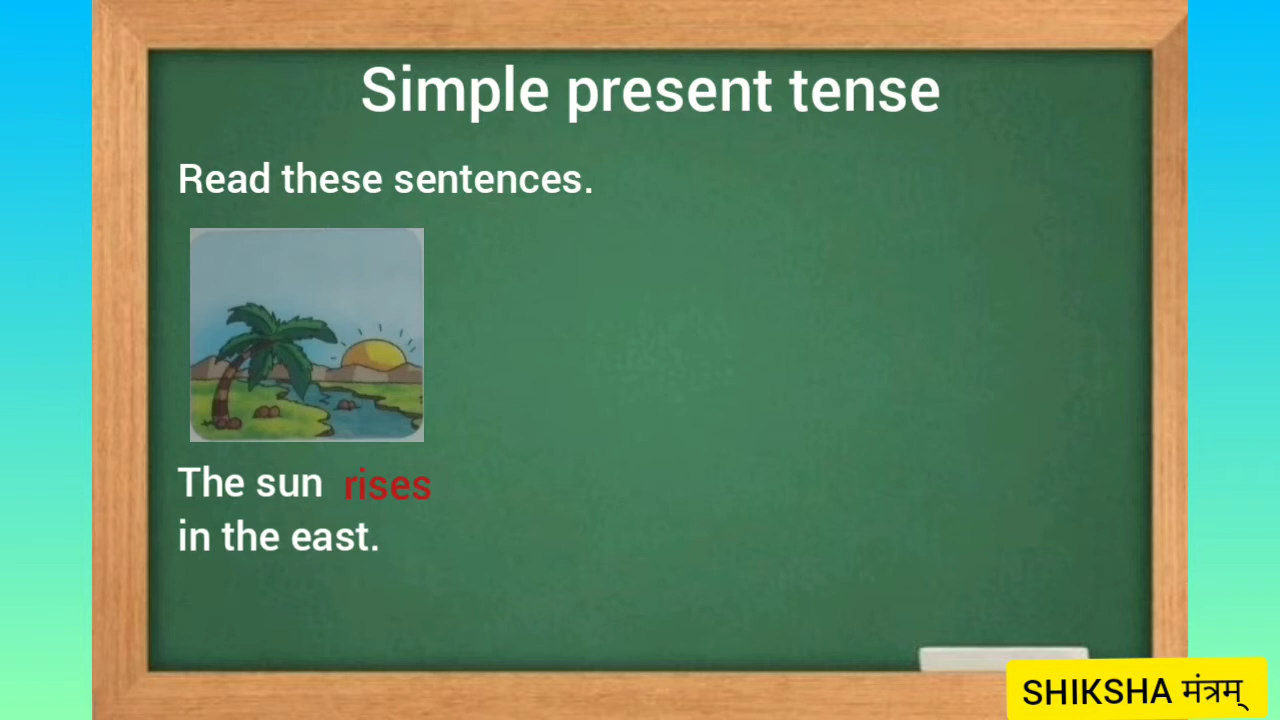 Simple present tense
Read these sentences.
The sun rises
in the east.
SHIKSHA मंत्रम्